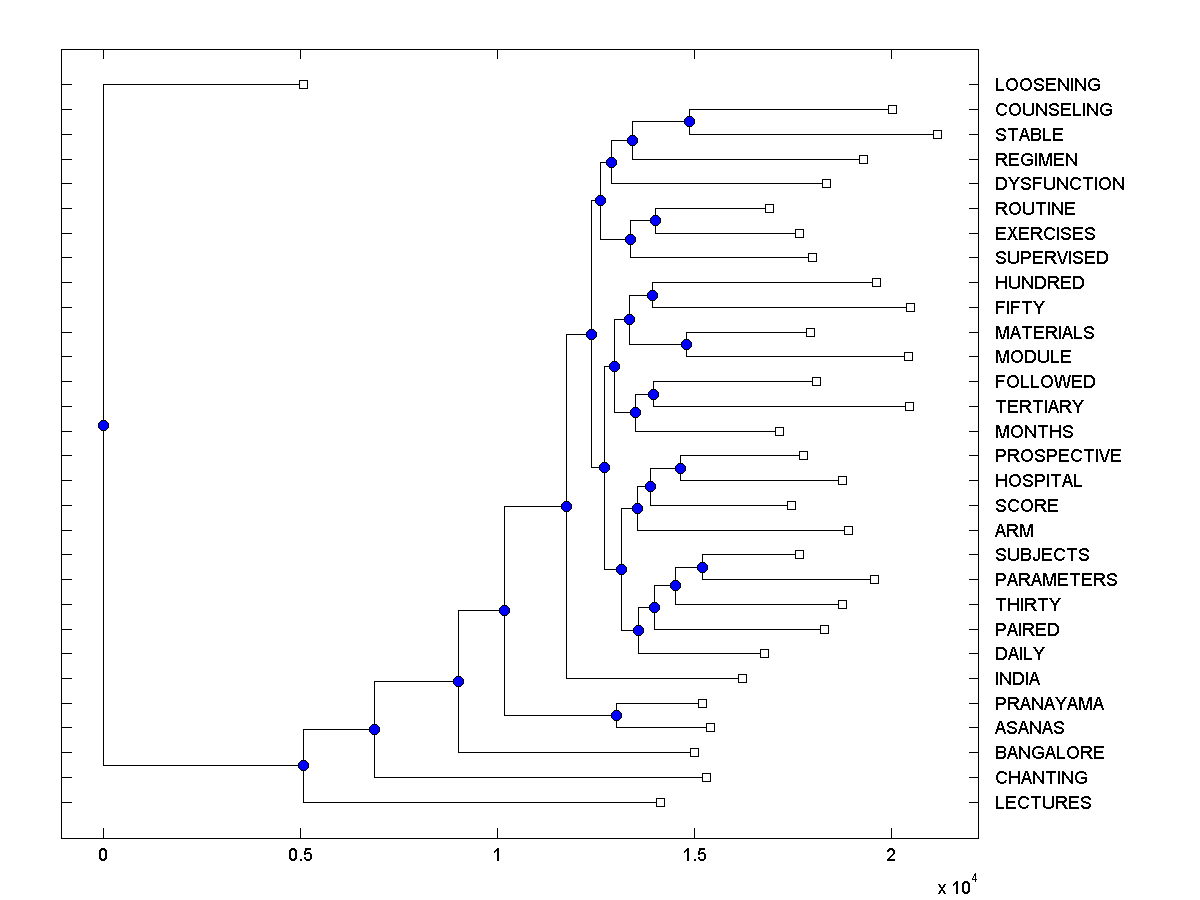 LOOSENING
COUNSELING
STABLE
REGIMEN
DYSFUNCTION
ROUTINE
EXERCISES
SUPERVISED
HUNDRED
FIFTY
MATERIALS
MODULE
FOLLOWED
TERTIARY
MONTHS
PROSPECTIVE
HOSPITAL
SCORE
ARM
SUBJECTS
PARAMETERS
THIRTY
PAIRED
DAILY
INDIA
PRANAYAMA
ASANAS
BANGALORE
CHANTING
LECTURES
0 0.5 1 1.5 2
x 10^4